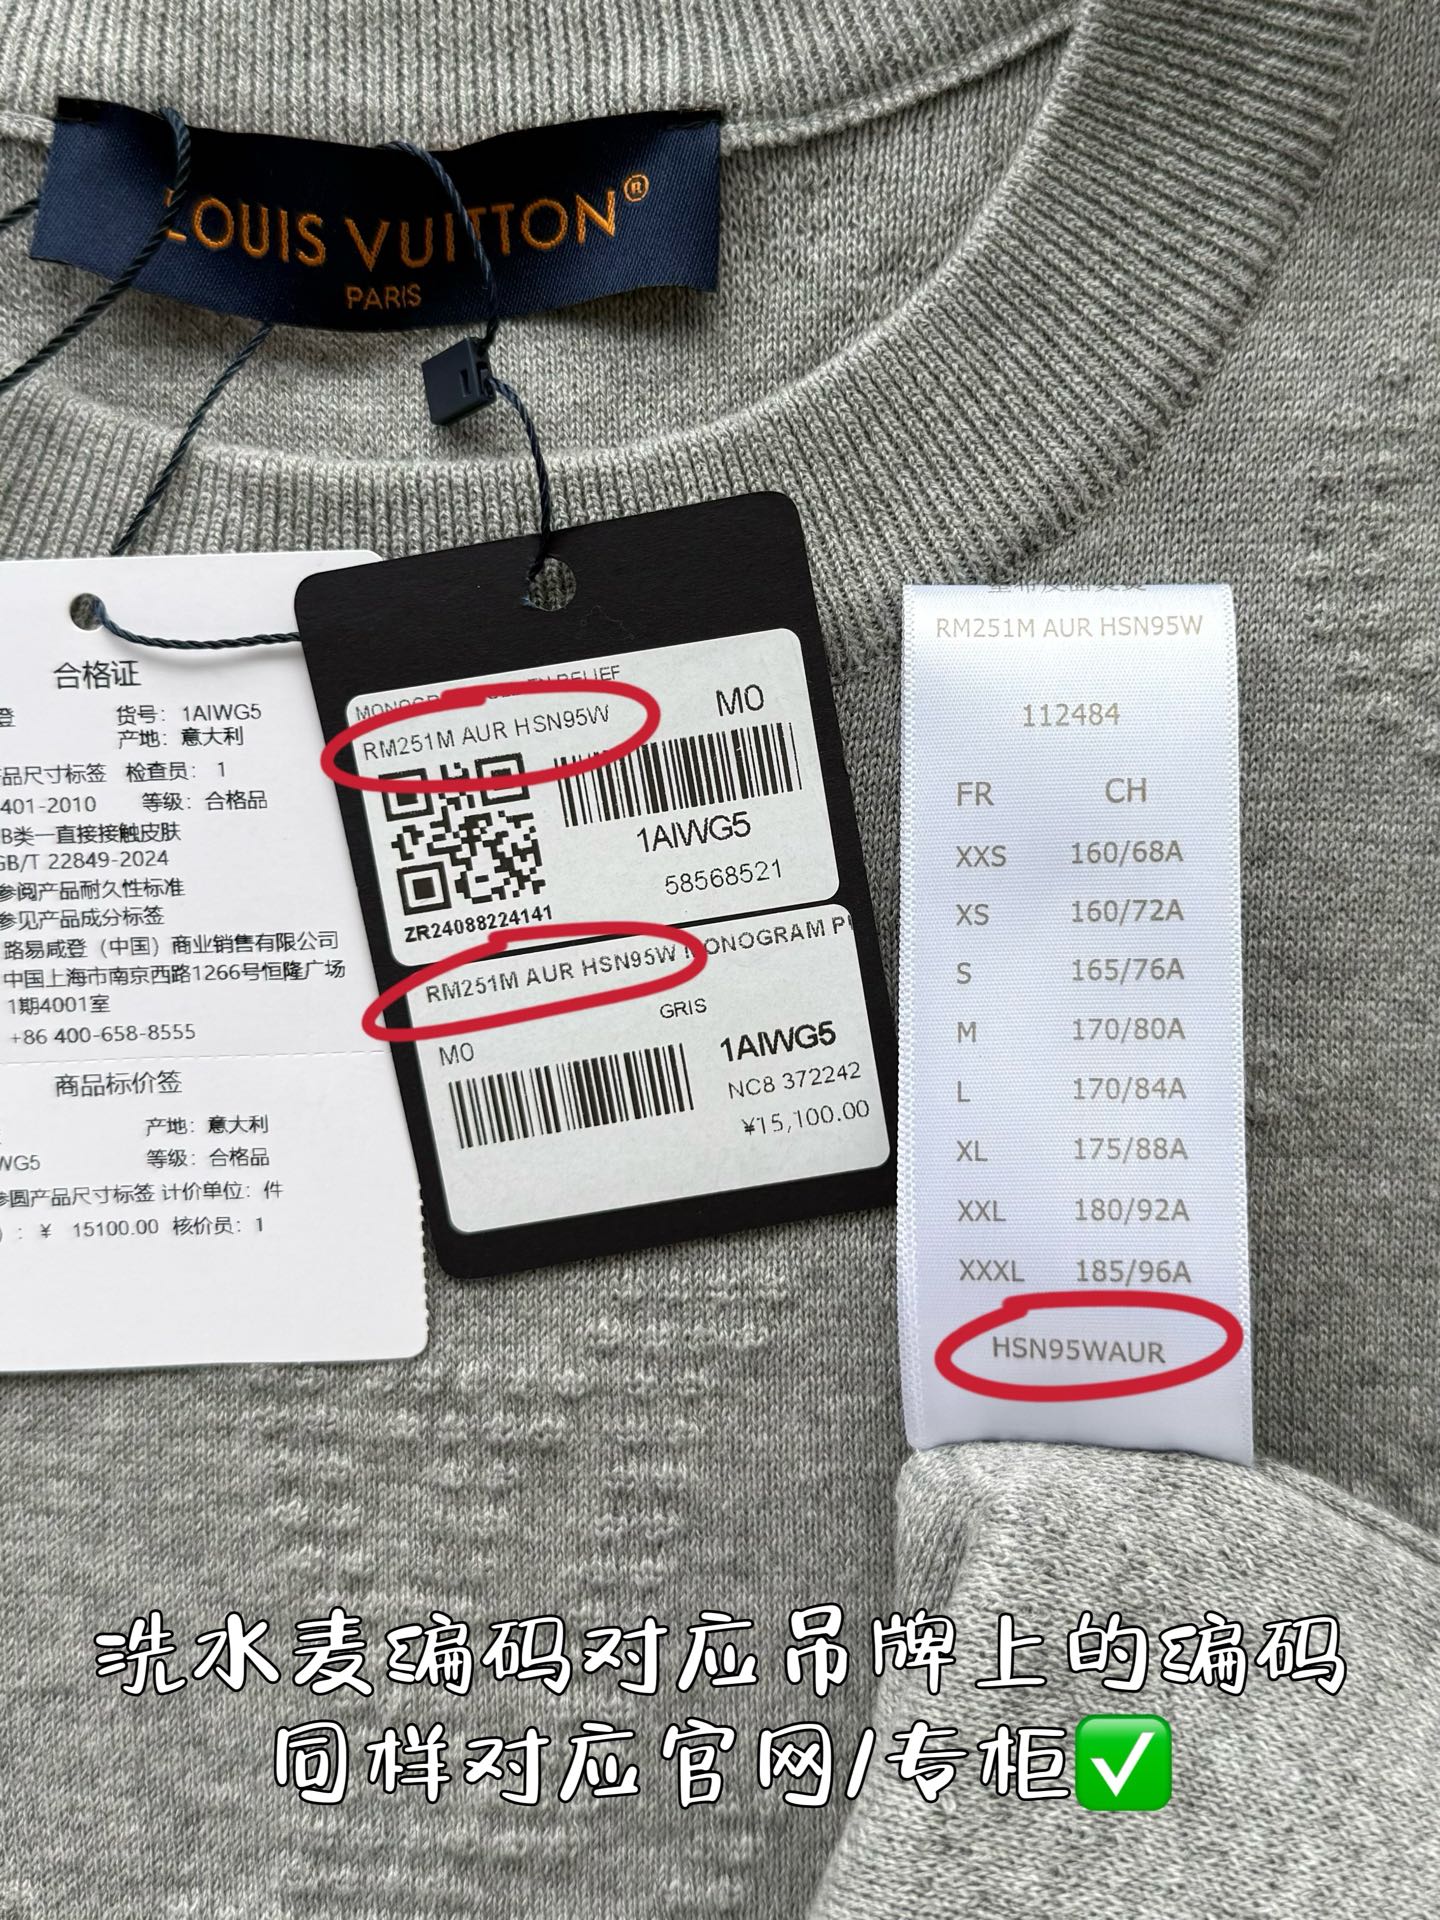 LOUIS VUITTON®
PARIS
合格证
登
货号: 1AIWG5
产地: 意大利
品尺寸标签 检查员: 1
401-2010 等级: 合格品
B类一直接接触皮肤
GB/T 22849-2024
参阅产品耐久性标准
参见产品成分标签
路易威登（中国）商业销售有限公司
中国上海市南京西路1266号恒隆广场
1期4001室
+86 400-658-8555
商品标价签
产地: 意大利
WG5 等级: 合格品
参圆产品尺寸标签 计价单位: 件
): ¥ 15100.00 核价员: 1
RELIEF
RM251M AUR HSN95W
M0
1AIWG5
58568521
ZR24088224141
RM251M AUR HSN95W MONOGRAM P
GRIS
M0
1AIWG5
NC8 372242
¥15,100.00
RM251M AUR HSN95W
112484
FR CH
XXS 160/68A
XS 160/72A
S 165/76A
M 170/80A
L 170/84A
XL 175/88A
XXL 180/92A
XXXL 185/96A
HSN95WAUR
洗水麦编码对应吊牌上的编码
同样对应官网/专柜✅